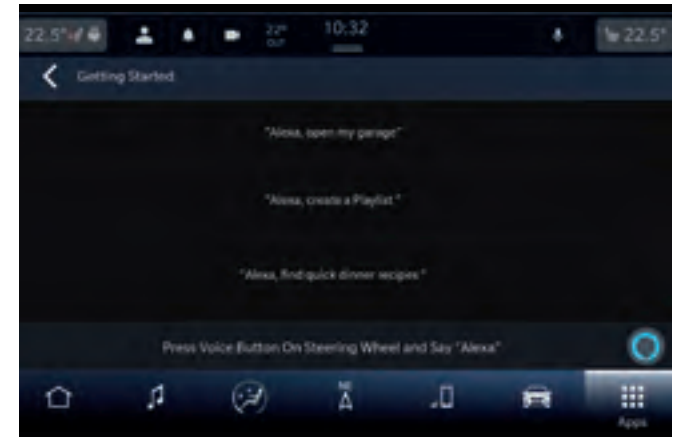 22.5°
22°
OUT
10:32
22.5°
Getting Started
"Alexa, open my garage"
"Alexa, create a Playlist "
"Alexa, find quick dinner recipes "
Press Voice Button On Steering Wheel and Say "Alexa"
NE
Apps